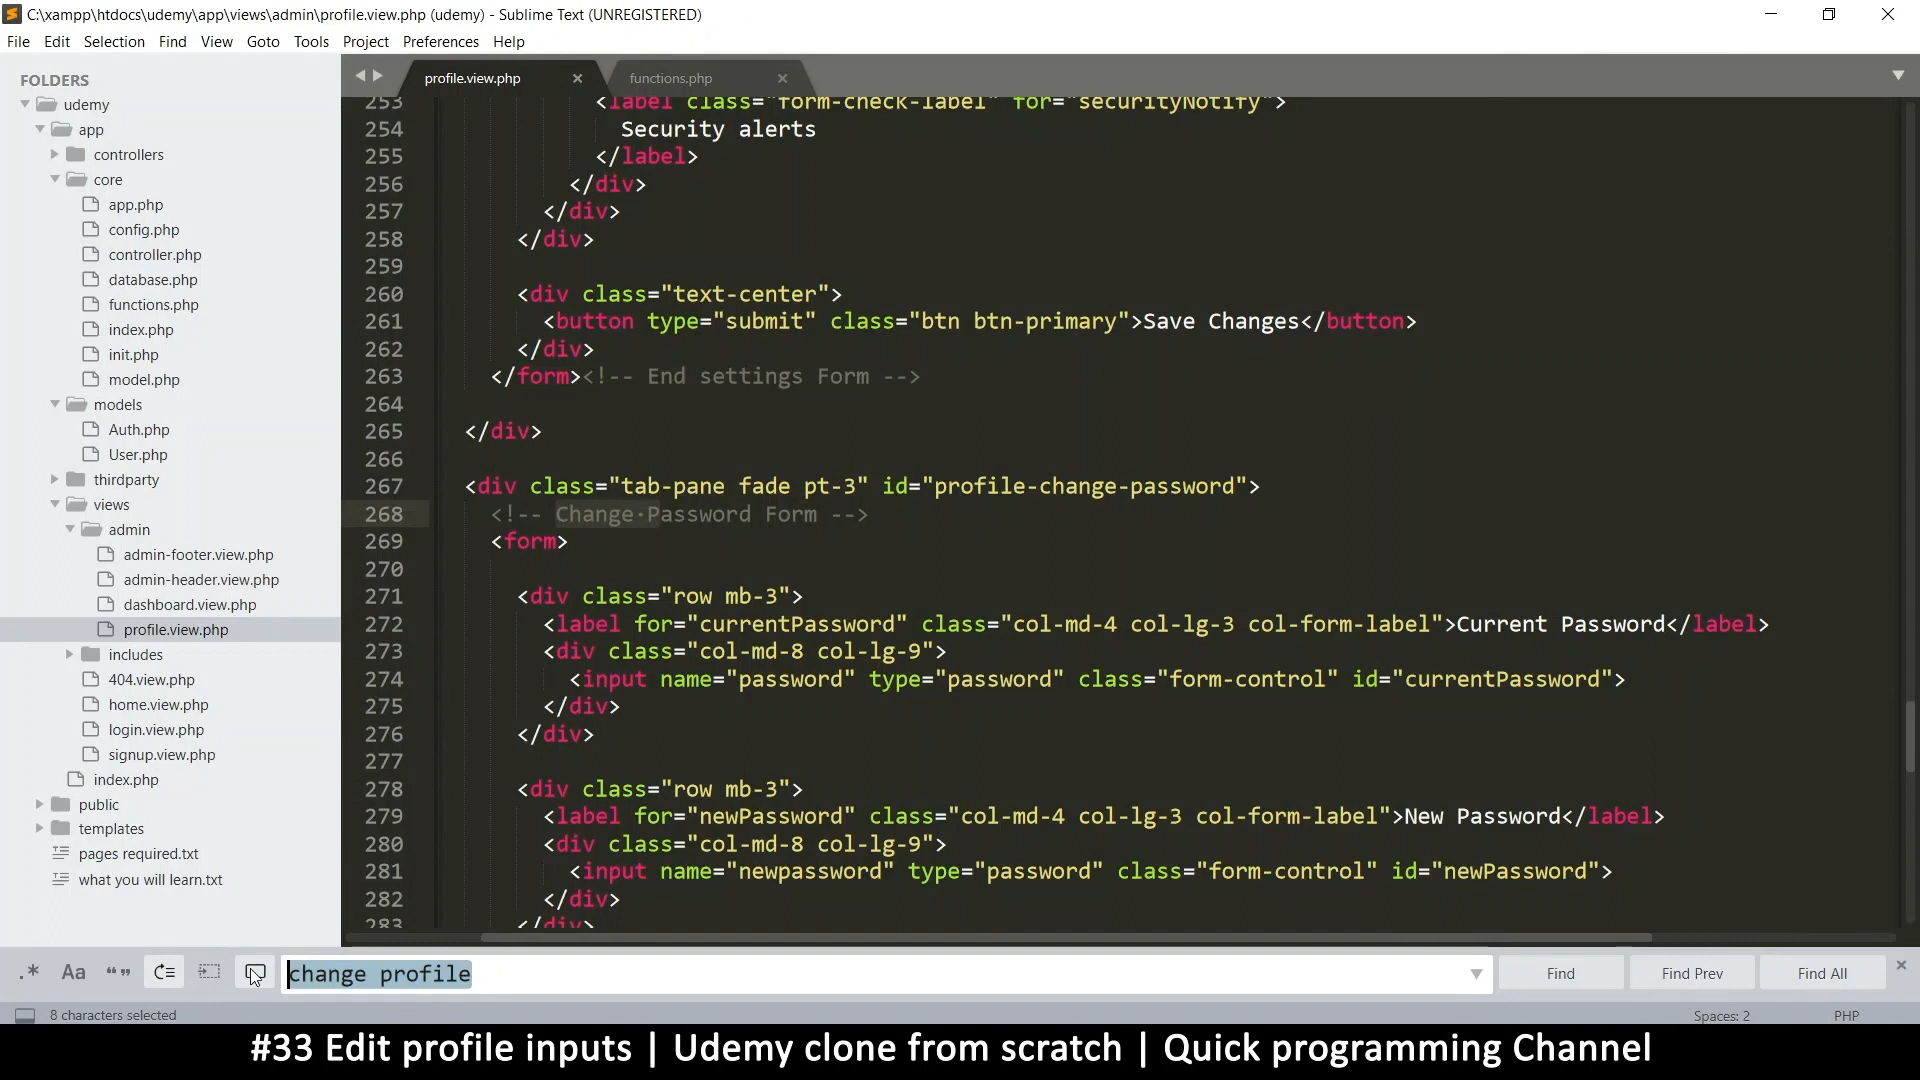 C:\xampp\htdocs\udemy\app\views\admin\profile.view.php (udemy) - Sublime Text (UNREGISTERED)
File Edit Selection Find View Goto Tools Project Preferences Help
FOLDERS
udemy
app
controllers
core
app.php
config.php
controller.php
database.php
functions.php
index.php
init.php
model.php
models
Auth.php
User.php
thirdparty
views
admin
admin-footer.view.php
admin-header.view.php
dashboard.view.php
profile.view.php
includes
404.view.php
home.view.php
login.view.php
signup.view.php
index.php
public
templates
pages required.txt
what you will learn.txt
profile.view.php × functions.php ×
253 <label class="form-check-label" for="securityNotify">
254 Security alerts
255 </label>
256 </div>
257 </div>
258 </div>
259
260 <div class="text-center">
261 <button type="submit" class="btn btn-primary">Save Changes</button>
262 </div>
263 </form><!-- End settings Form -->
264
265 </div>
266
267 <div class="tab-pane fade pt-3" id="profile-change-password">
268 <!-- Change·Password Form -->
269 <form>
270
271 <div class="row mb-3">
272 <label for="currentPassword" class="col-md-4 col-lg-3 col-form-label">Current Password</label>
273 <div class="col-md-8 col-lg-9">
274 <input name="password" type="password" class="form-control" id="currentPassword">
275 </div>
276 </div>
277
278 <div class="row mb-3">
279 <label for="newPassword" class="col-md-4 col-lg-3 col-form-label">New Password</label>
280 <div class="col-md-8 col-lg-9">
281 <input name="newpassword" type="password" class="form-control" id="newPassword">
282 </div>
283 </div>
.* Aa “” change profile Find Find Prev Find All ×
8 characters selected Spaces: 2 PHP
#33 Edit profile inputs | Udemy clone from scratch | Quick programming Channel